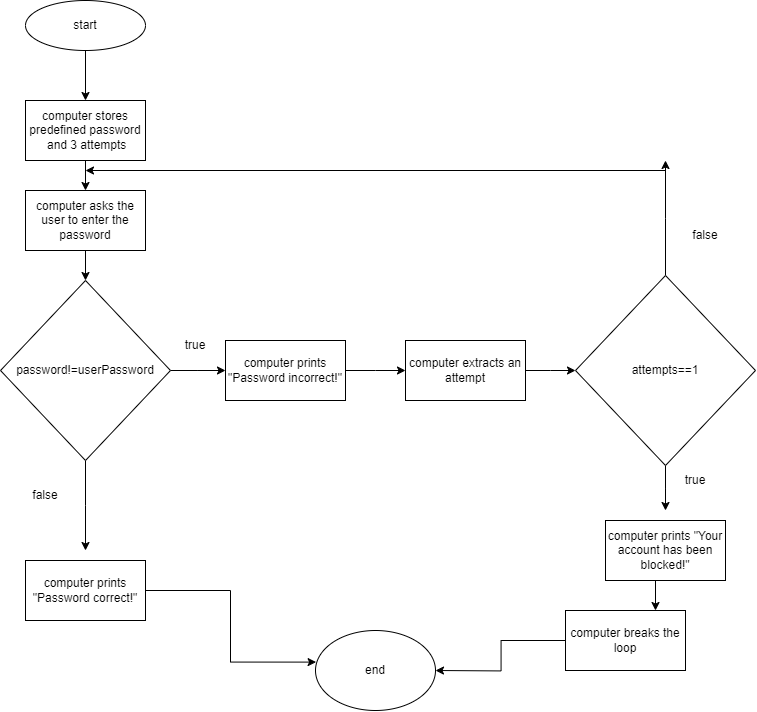 start
computer stores
predefined password
and 3 attempts
computer asks the
user to enter the
password
false
password!=userPassword
true
computer prints
"Password incorrect!"
computer extracts an
attempt
attempts==1
true
false
computer prints "Your
account has been
blocked!"
computer prints
"Password correct!"
computer breaks the
loop
end